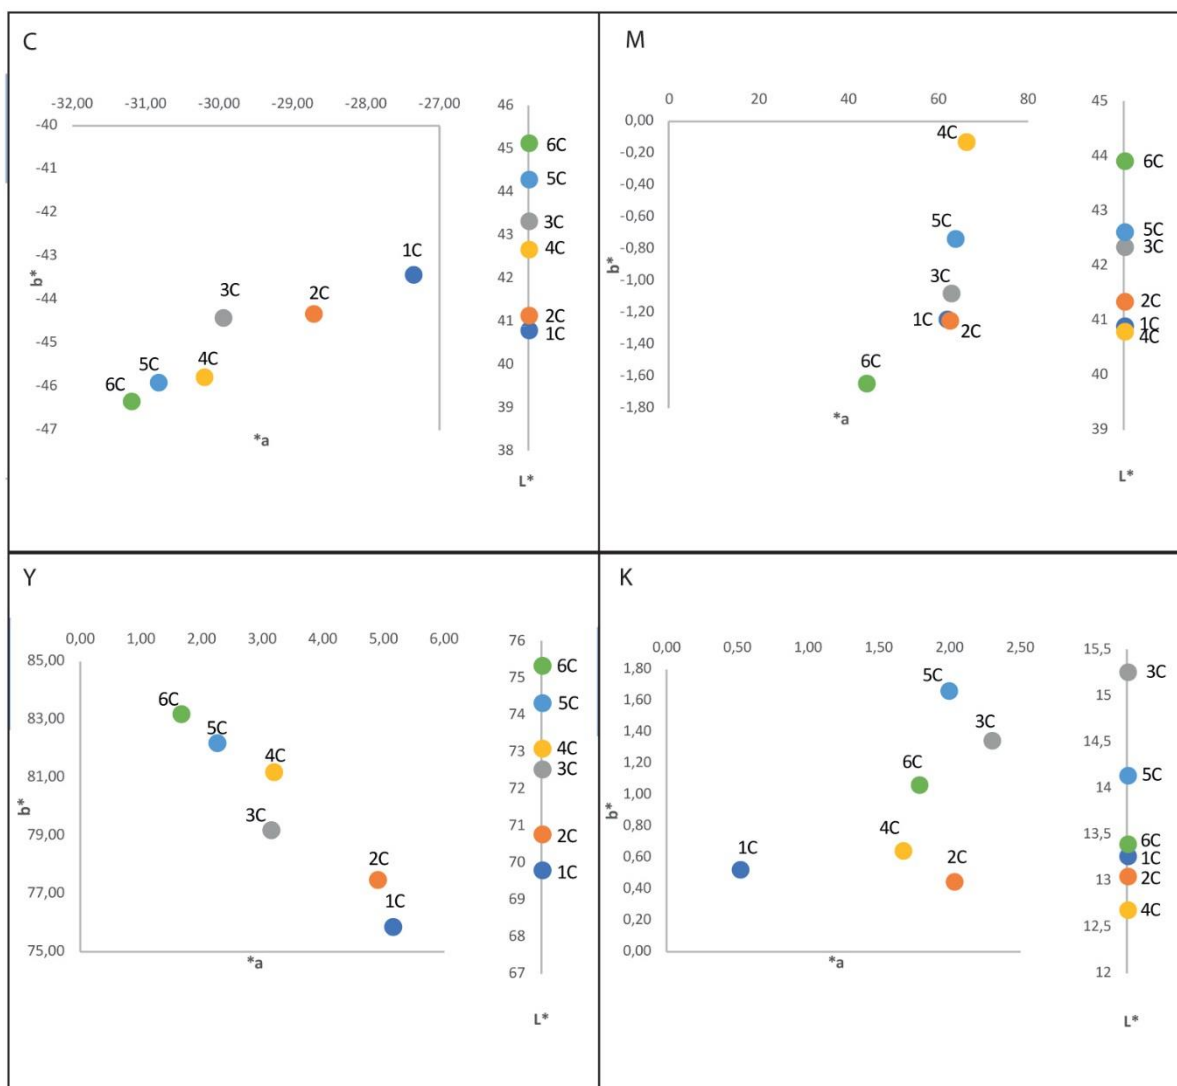 C
-32,00 -31,00 -30,00 -29,00 -28,00 -27,00
-40
-41
-42
-43
-44
-45
-46
-47
b*
*a
1C
2C
3C
4C
5C
6C
46
45
44
43
42
41
40
39
38
6C
5C
3C
4C
2C
1C
L*
M
0 20 40 60 80
0,00
-0,20
-0,40
-0,60
-0,80
-1,00
-1,20
-1,40
-1,60
-1,80
b*
*a
4C
5C
3C
1C
2C
6C
45
44
43
42
41
40
39
6C
5C
3C
2C
1C
4C
L*
Y
0,00 1,00 2,00 3,00 4,00 5,00 6,00
85,00
83,00
81,00
79,00
77,00
75,00
b*
*a
6C
5C
4C
3C
2C
1C
76
75
74
73
72
71
70
69
68
67
6C
5C
4C
3C
2C
1C
L*
K
0,00 0,50 1,00 1,50 2,00 2,50
1,80
1,60
1,40
1,20
1,00
0,80
0,60
0,40
0,20
0,00
b*
*a
5C
3C
6C
4C
1C
2C
15,5
15
14,5
14
13,5
13
12,5
12
3C
5C
6C
1C
2C
4C
L*